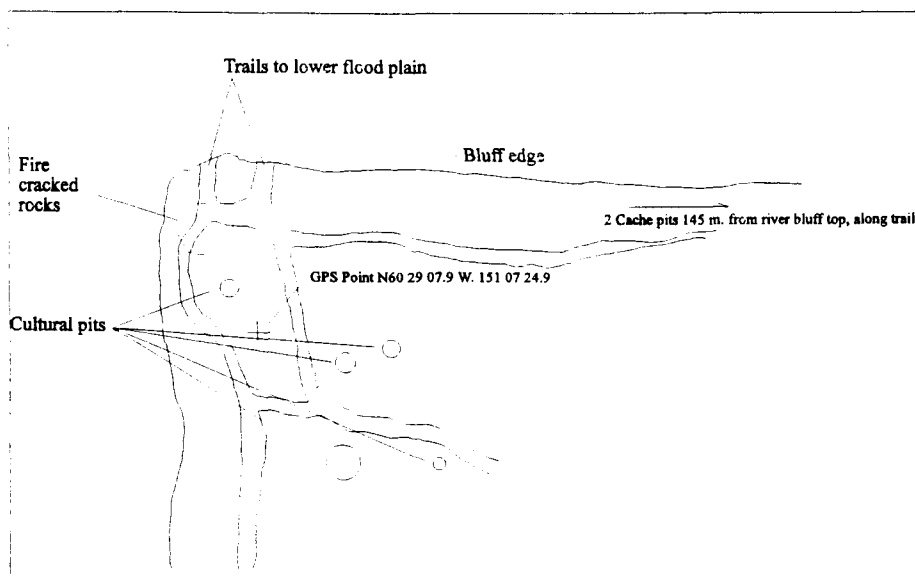 Trails to lower flood plain
Bluff edge
Fire
cracked
rocks
2 Cache pits 145 m. from river bluff top, along trail
GPS Point N60 29 07.9 W. 151 07 24.9
Cultural pits